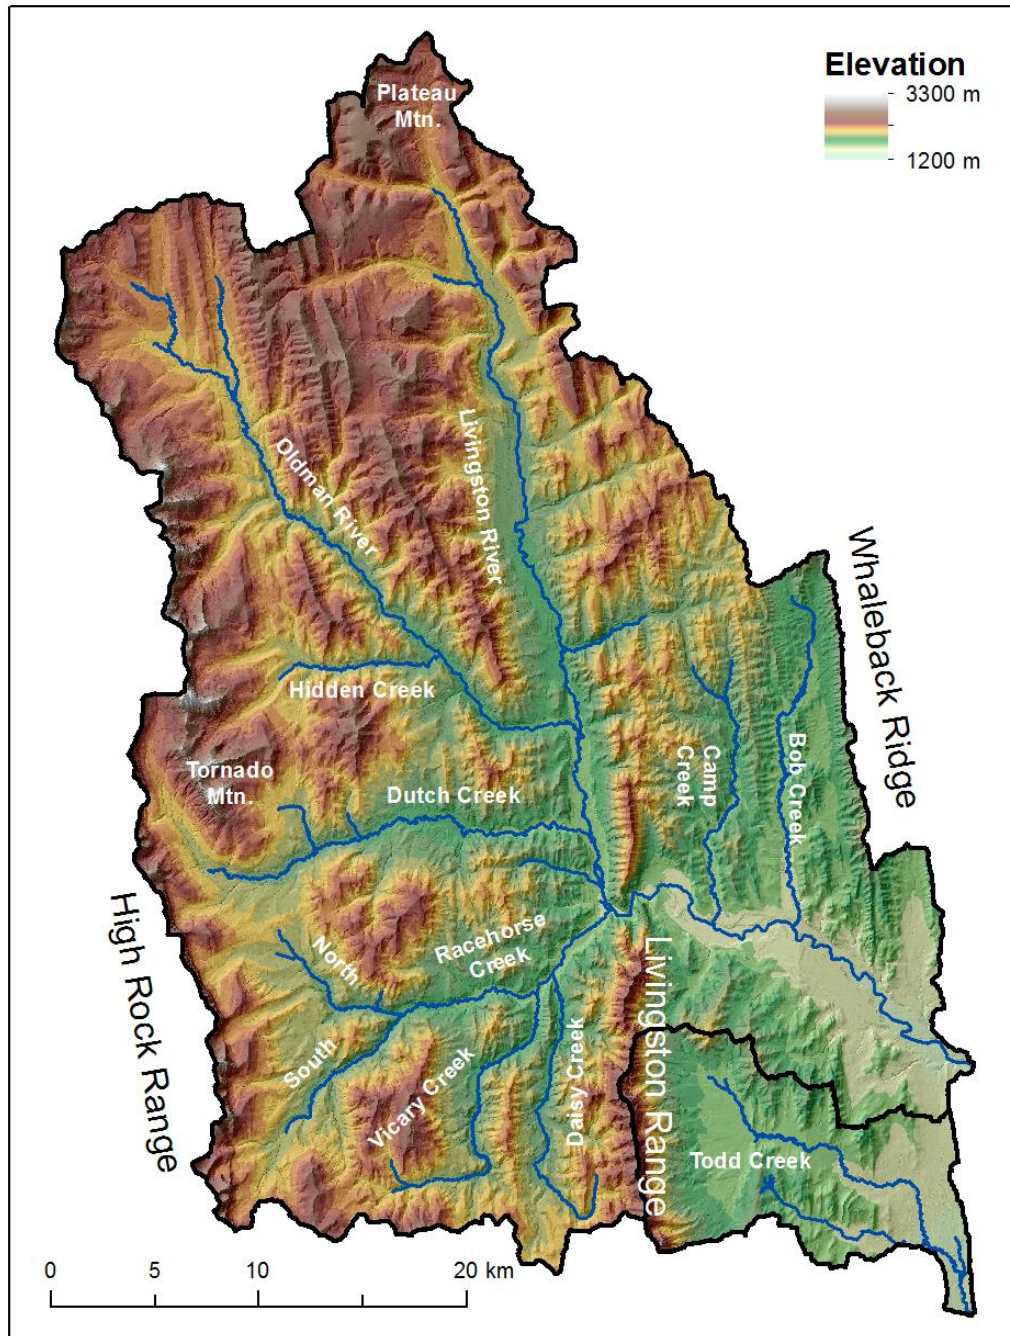 Plateau
Mtn.
Elevation
3300 m
1200 m
Oldman River
Livingston River
Whaleback Ridge
Hidden Creek
Tornado
Mtn.
Dutch Creek
Camp
Creek
Bob Creek
High Rock Range
North
Racehorse
Creek
South
Vicary Creek
Daisy Creek
Livingston Range
Todd Creek
0 5 10 20 km